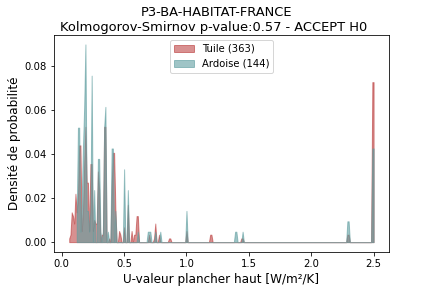 P3-BA-HABITAT-FRANCE
Kolmogorov-Smirnov p-value:0.57 - ACCEPT H0
Tuile (363)
Ardoise (144)
Densité de probabilité
0.08
0.06
0.04
0.02
0.00
0.0 0.5 1.0 1.5 2.0 2.5
U-valeur plancher haut [W/m²/K]